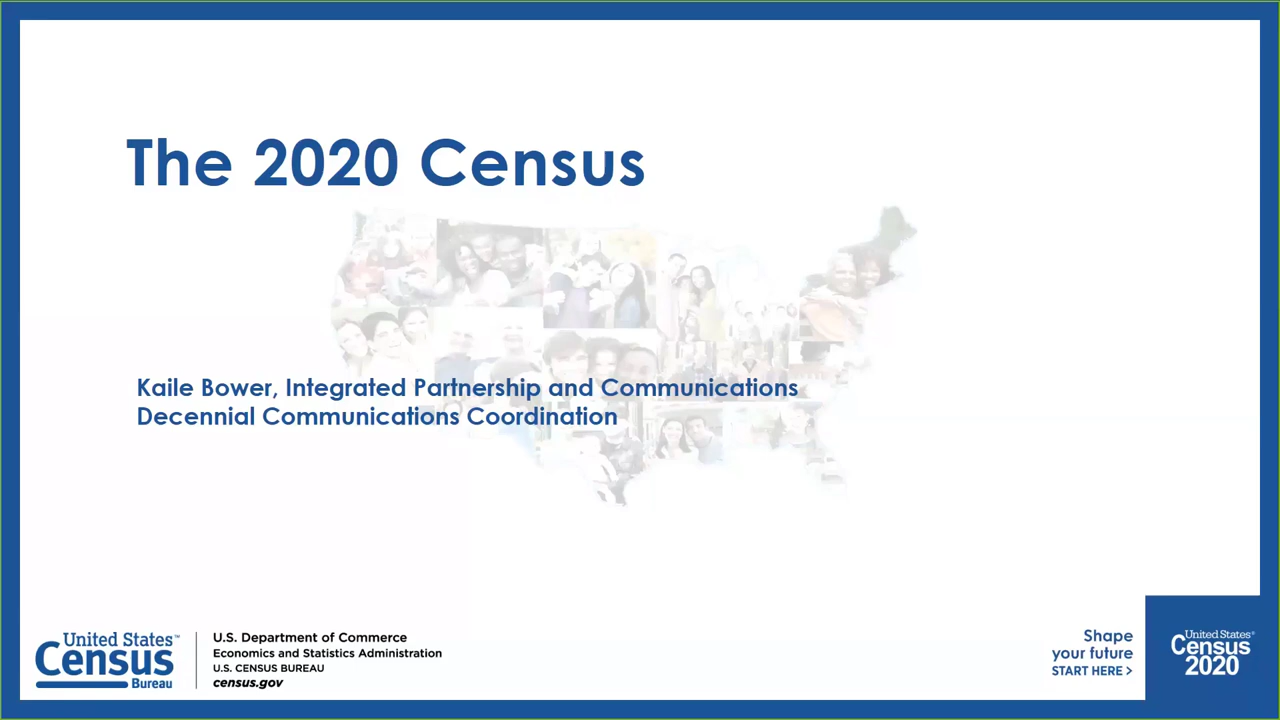 The 2020 Census
Kaile Bower, Integrated Partnership and Communications
Decennial Communications Coordination
United States™
Census
Bureau
U.S. Department of Commerce
Economics and Statistics Administration
U.S. CENSUS BUREAU
census.gov
Shape
your future
START HERE >
United States®
Census
2020